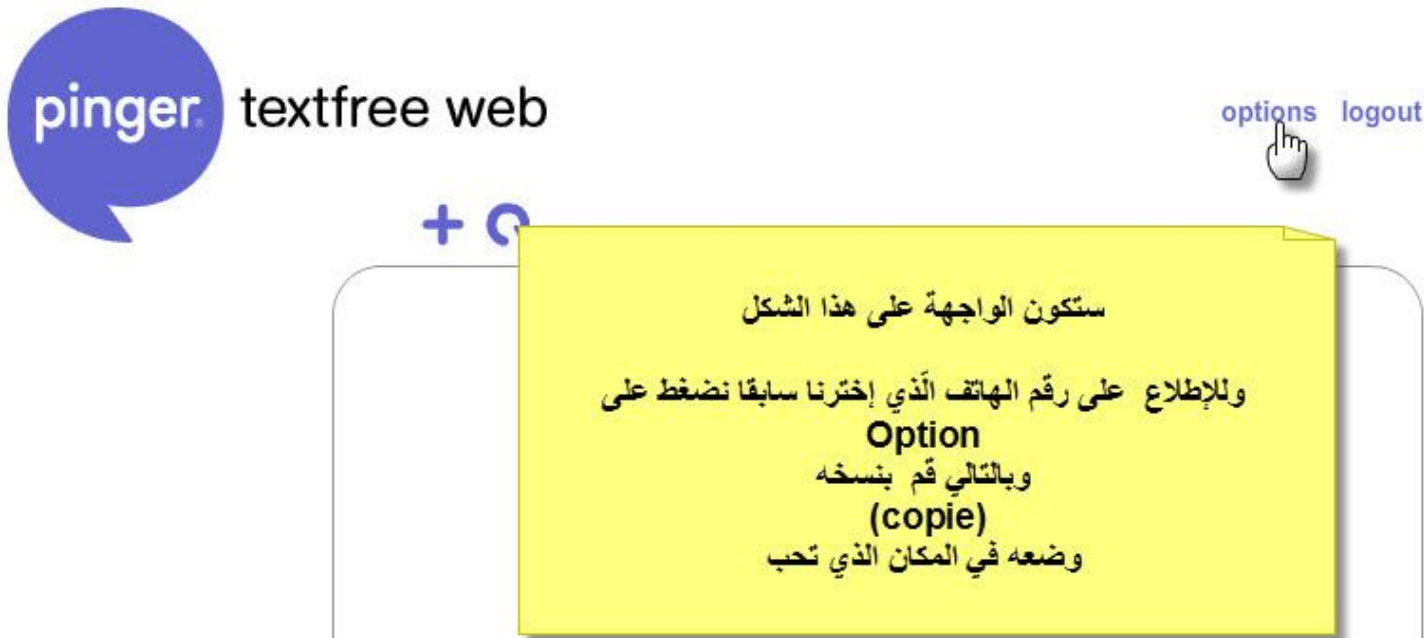 pinger textfree web
options logout
ستكون الواجهة على هذا الشكل
وللإطلاع على رقم الهاتف الّذي إخترنا سابقا نضغط على
Option
وبالتالي قم بنسخه
(copie)
وضعه في المكان الذي تحب